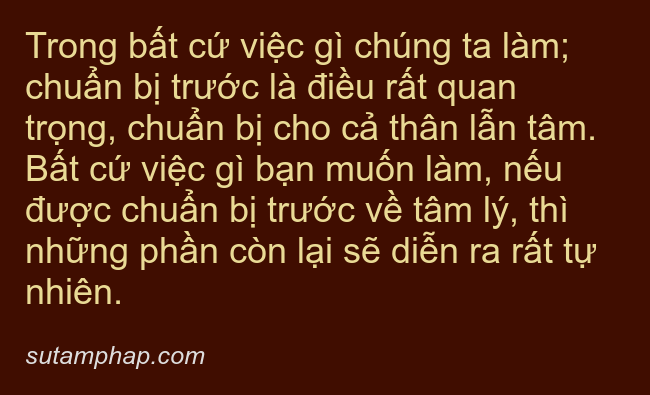 Trong bất cứ việc gì chúng ta làm;
chuẩn bị trước là điều rất quan
trọng, chuẩn bị cho cả thân lẫn tâm.
Bất cứ việc gì bạn muốn làm, nếu
được chuẩn bị trước về tâm lý, thì
những phần còn lại sẽ diễn ra rất tự
nhiên.
sutamphap.com